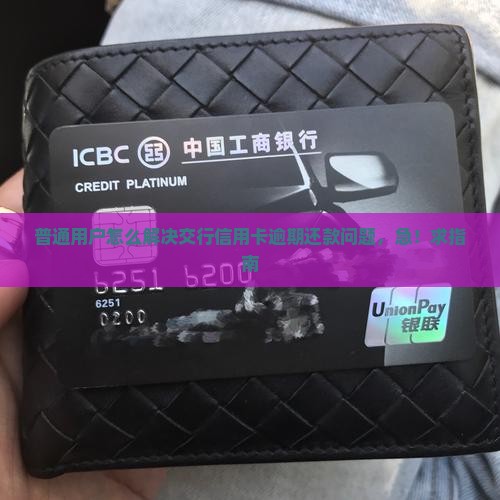 ICBC 中国工商银行
CREDIT PLATINUM
普通用户怎么解决交行信用卡逾期还款问题，急！求指
南
6251 6200
6251
0200
UnionPay
银联